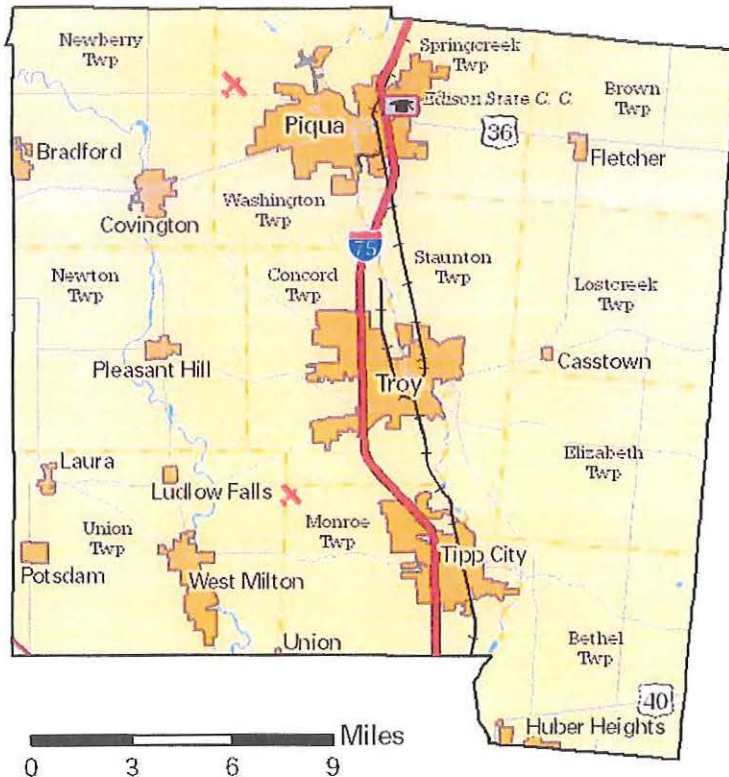 Newberry
Twp
Springcreek
Twp
Brown
Twp
Edison State C. C.
Piqua
36
Bradford
Fletcher
Covington
Washington
Twp
75
Newton
Twp
Concord
Twp
Staunton
Twp
Lostcreek
Twp
Pleasant Hill
Casstown
Troy
Laura
Ludlow Falls
Elizabeth
Twp
Union
Twp
Monroe
Twp
Tipp City
Potsdam
West Milton
Union
Bethel
Twp
40
Huber Heights
Miles
0 3 6 9